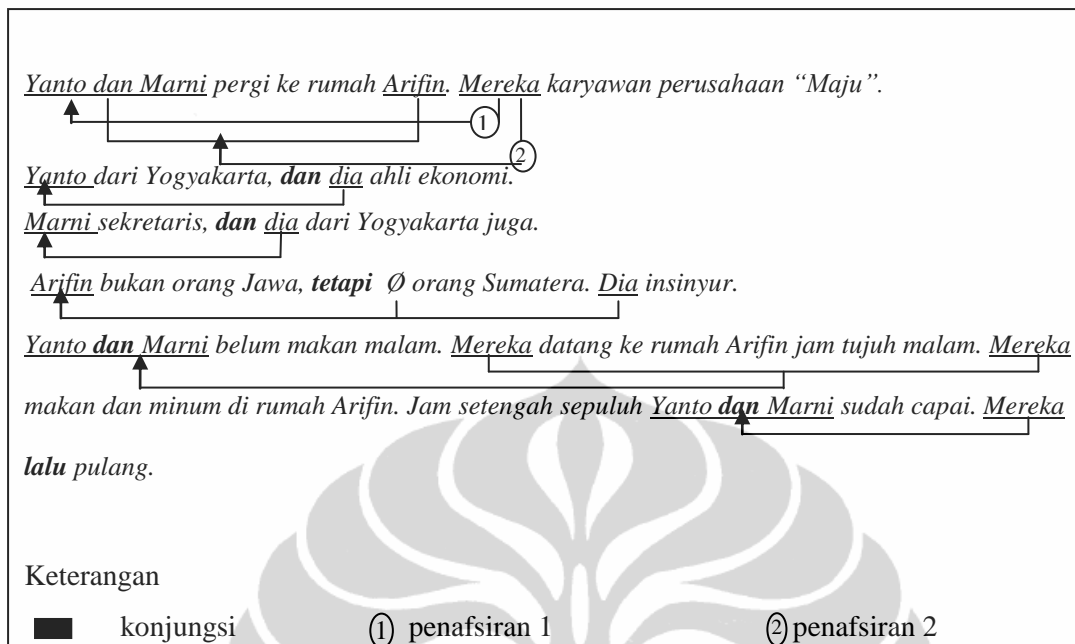 Yanto dan Marni pergi ke rumah Arifin. Mereka karyawan perusahaan “Maju”.
1
2
Yanto dari Yogyakarta, dan dia ahli ekonomi.
Marni sekretaris, dan dia dari Yogyakarta juga.
Arifin bukan orang Jawa, tetapi Ø orang Sumatera. Dia insinyur.
Yanto dan Marni belum makan malam. Mereka datang ke rumah Arifin jam tujuh malam. Mereka
makan dan minum di rumah Arifin. Jam setengah sepuluh Yanto dan Marni sudah capai. Mereka
lalu pulang.
Keterangan
konjungsi 1 penafsiran 1 2 penafsiran 2